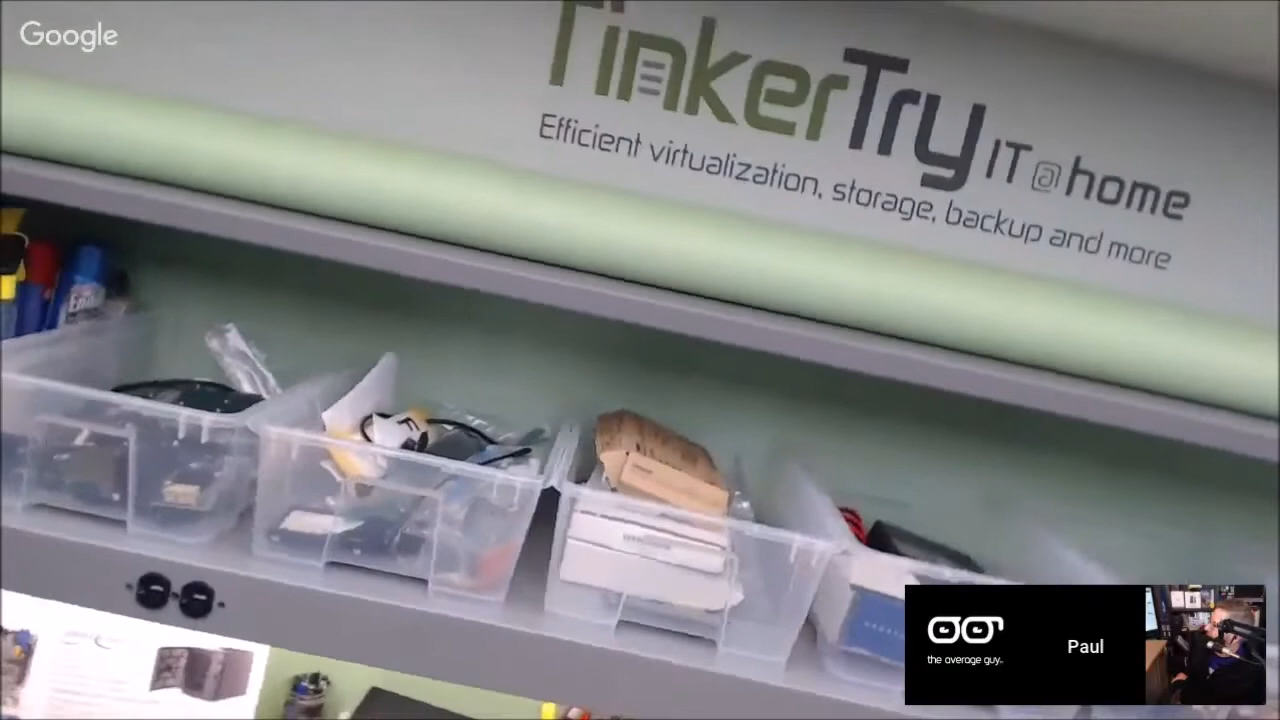 Google
TinkerTry IT@home
Efficient virtualization, storage, backup and more
the average guy
Paul